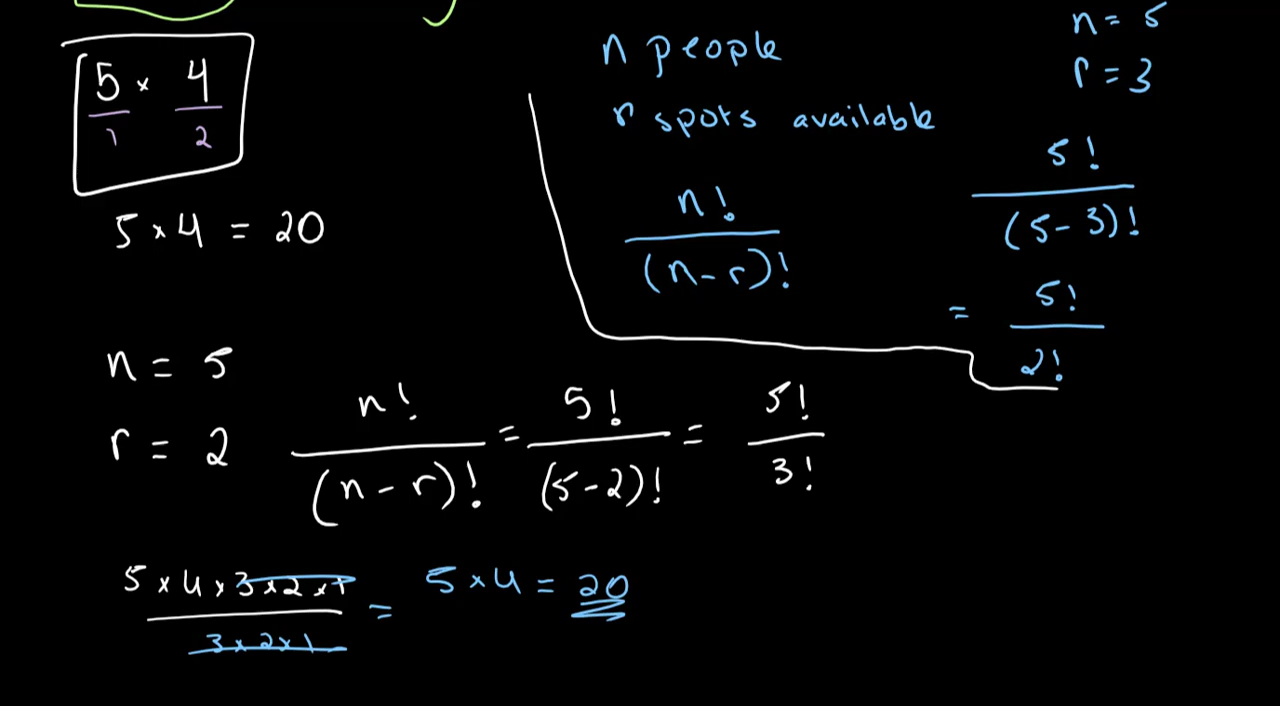 5 × 4
1 2
5 × 4 = 20
n people
r spots available
n!
(n - r)!
n = 5
r = 3
5!
(5 - 3)!
= 5!
2!
n = 5
r = 2
n! = 5! = 5!
(n - r)! (5 - 2)! 3!
5 × 4 × 3 × 2 × 1 = 5 × 4 = 20
3 × 2 × 1